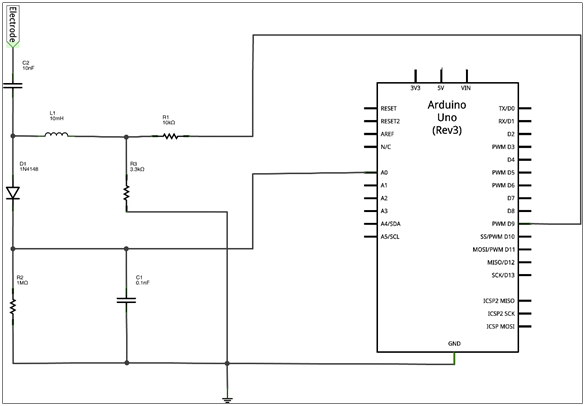 Electrode
C2
10nF
L1
10mH
R1
10kΩ
D1
1N4148
R3
3.3kΩ
R2
1MΩ
C1
0.1nF
3V3
5V
VIN
Arduino
Uno
(Rev3)
RESET
RESET2
AREF
N/C
A0
A1
A2
A3
A4/SDA
A5/SCL
TX/D0
RX/D1
D2
PWM D3
D4
PWM D5
PWM D6
D7
D8
PWM D9
SS/PWM D10
MOSI/PWM D11
MISO/D12
SCK/D13
ICSP2 MISO
ICSP2 SCK
ICSP MOSI
GND